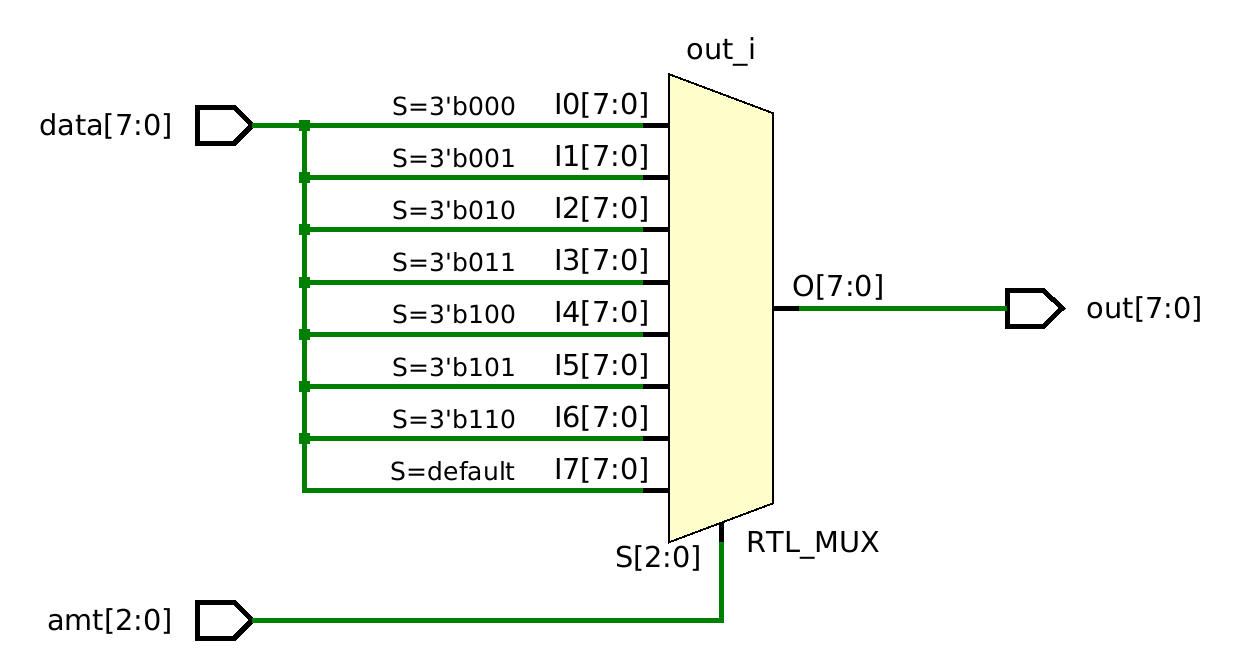 out_i
data[7:0]
S=3'b000 I0[7:0]
S=3'b001 I1[7:0]
S=3'b010 I2[7:0]
S=3'b011 I3[7:0]
S=3'b100 I4[7:0]
S=3'b101 I5[7:0]
S=3'b110 I6[7:0]
S=default I7[7:0]
O[7:0]
out[7:0]
S[2:0]
RTL_MUX
amt[2:0]